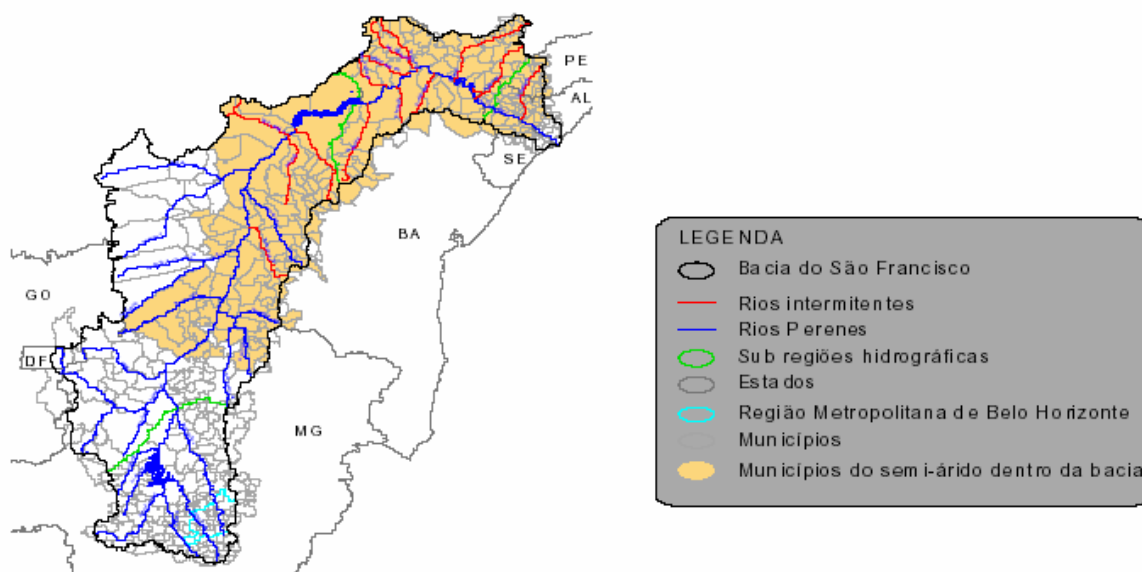 PE
AL
SE
BA
GO
DF
MG
LEGENDA
Bacia do São Francisco
Rios intermitentes
Rios Perenes
Sub regiões hidrográficas
Estados
Região Metropolitana de Belo Horizonte
Municípios
Municípios do semi-árido dentro da bacia